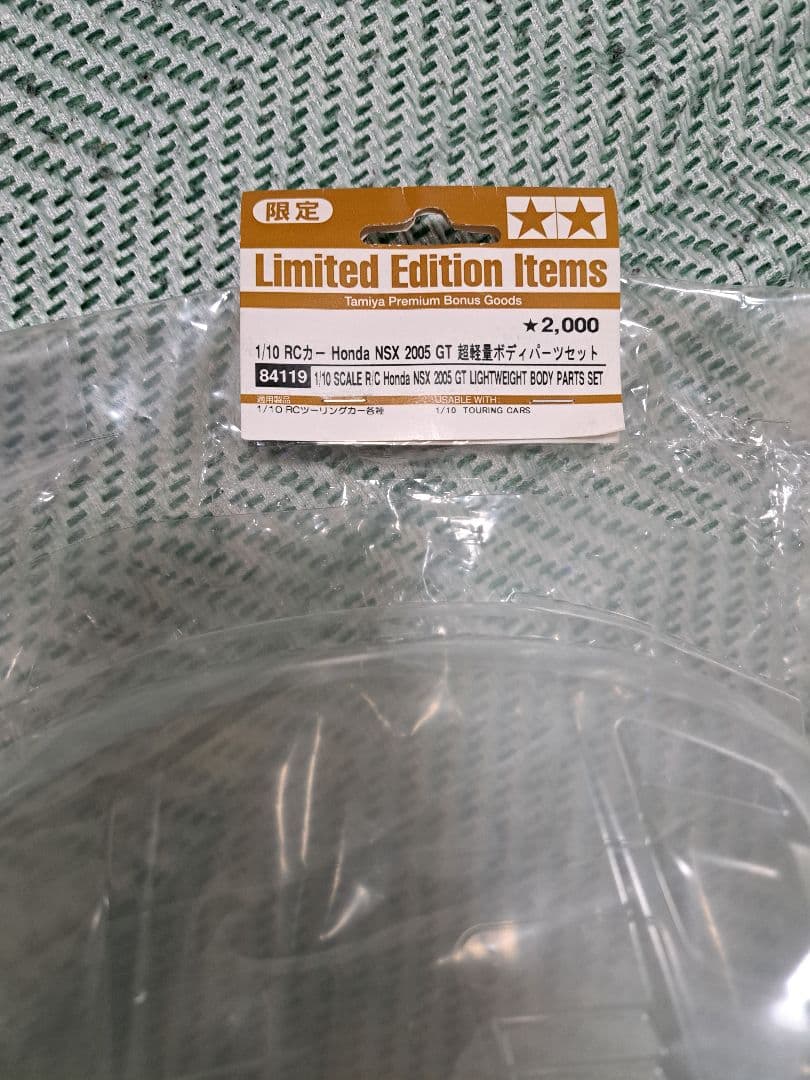 限定
Limited Edition Items
Tamiya Premium Bonus Goods
★2,000
1/10 RCカー Honda NSX 2005 GT 超軽量ボディパーツセット
84119 1/10 SCALE R/C Honda NSX 2005 GT LIGHTWEIGHT BODY PARTS SET
適用製品 USABLE WITH:
1/10 RCツーリングカー各種 1/10 TOURING CARS